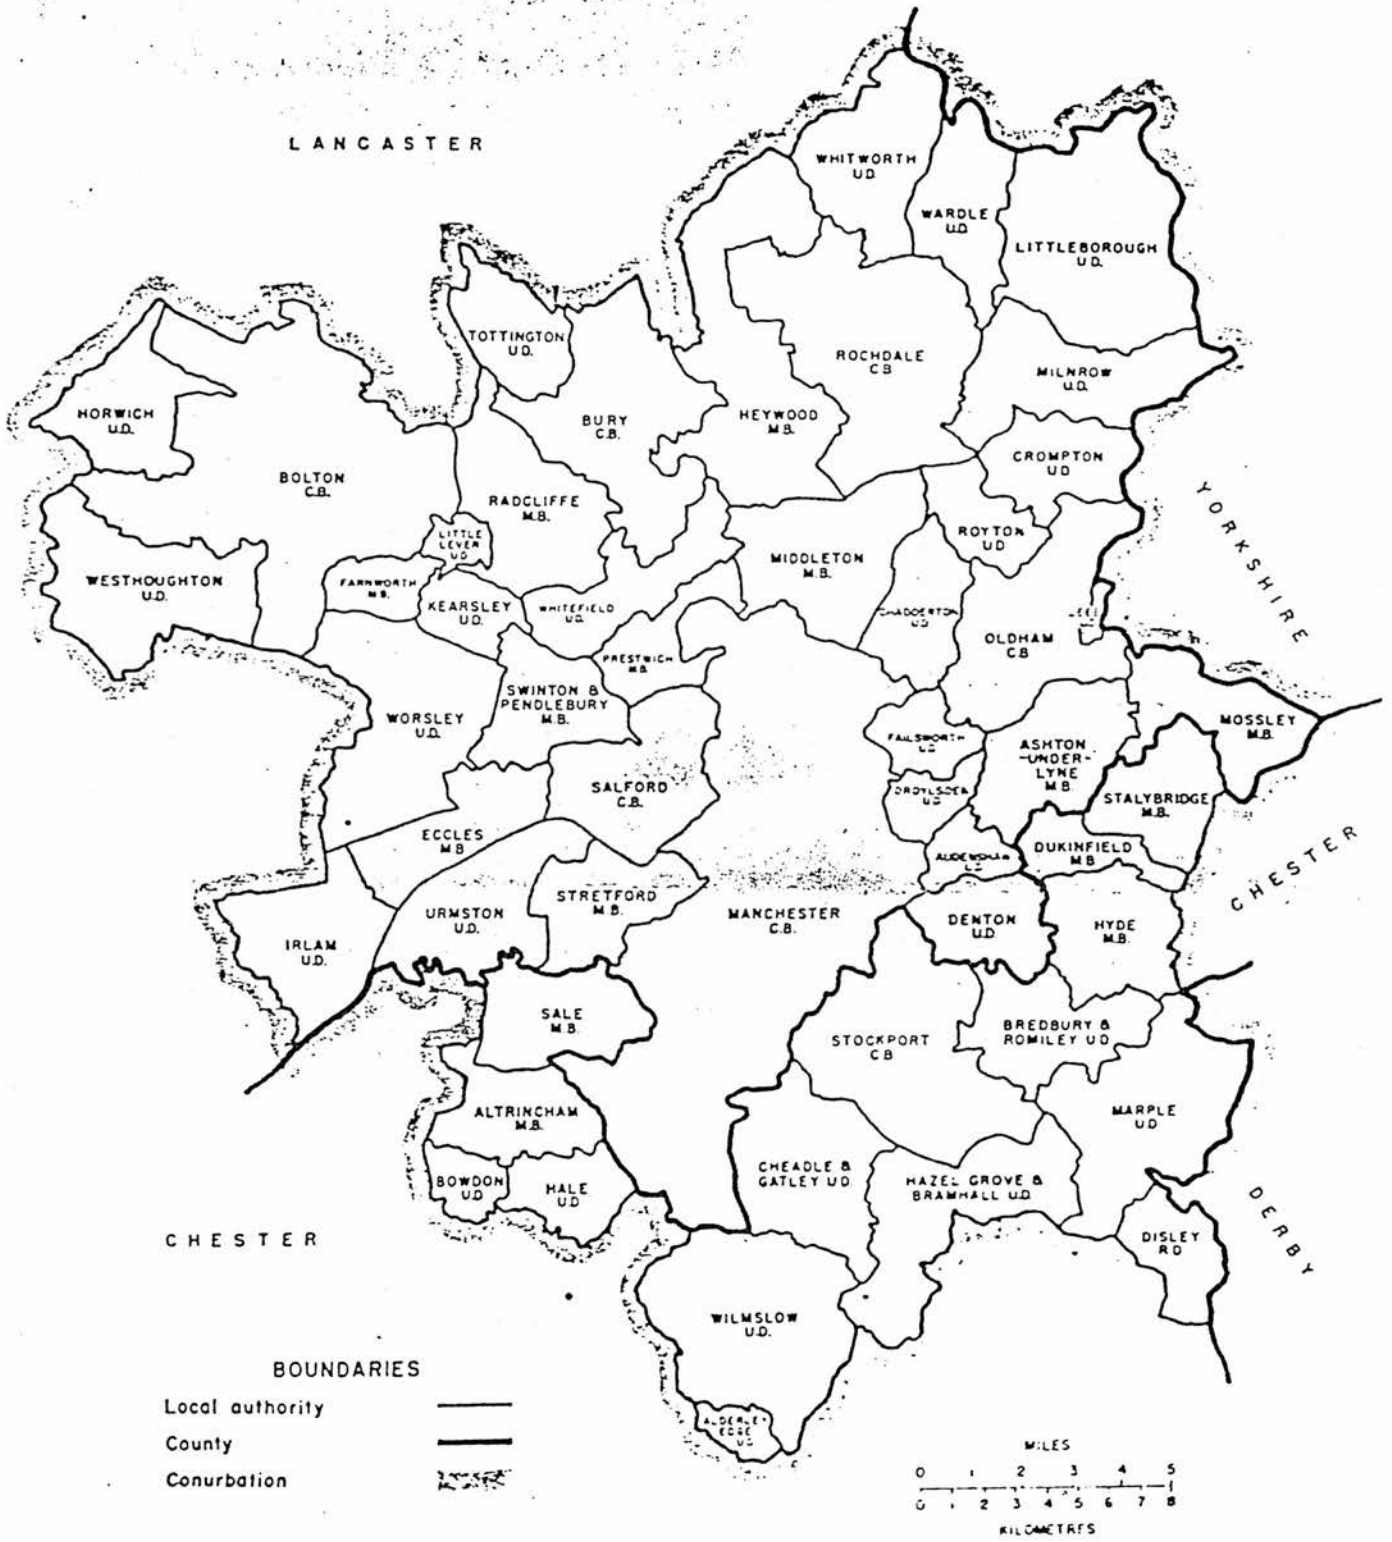 LANCASTER
WHITWORTH
U.D.
WARDLE
U.D.
LITTLEBOROUGH
U.D.
TOTTINGTON
U.D.
ROCHDALE
C.B
MILNROW
U.D.
HORWICH
U.D.
BURY
C.B.
HEYWOOD
M.B.
CROMPTON
U.D
BOLTON
C.B.
RADCLIFFE
M.B.
YORKSHIRE
LITTLE
LEVER
U.D
ROYTON
U.D
MIDDLETON
M.B.
WESTHOUGHTON
U.D.
FARNWORTH
M.B.
KEARSLEY
U.D.
WHITEFIELD
U.D.
CHADDERTON
U.D
LEES
OLDHAM
C.B
PRESTWICH
M.B.
SWINTON &
PENDLEBURY
M.B.
WORSLEY
U.D.
MOSSLEY
M.B.
FAILSWORTH
U.D
ASHTON
-UNDER-
LYNE
M.B.
SALFORD
C.B.
DROYLSDEN
U.D
STALYBRIDGE
M.B.
ECCLES
M.B
AUDENSHAW
DUKINFIELD
M.B
CHESTER
STRETFORD
M.B.
URMSTON
U.D.
MANCHESTER
C.B.
DENTON
U.D.
HYDE
M.B.
IRLAM
U.D.
SALE
M.B.
STOCKPORT
C.B
BREDBURY &
ROMILEY U.D
ALTRINCHAM
M.B.
MARPLE
U.D
BOWDON
U.D
HALE
U.D
CHEADLE &
GATLEY U.D.
HAZEL GROVE &
BRAMHALL U.D.
DERBY
CHESTER
DISLEY
R D
WILMSLOW
U.D.
ALDERLEY
EDGE
U.D
BOUNDARIES
Local authority
County
Conurbation
MILES
0 1 2 3 4 5
0 1 2 3 4 5 6 7 8
KILOMETRES